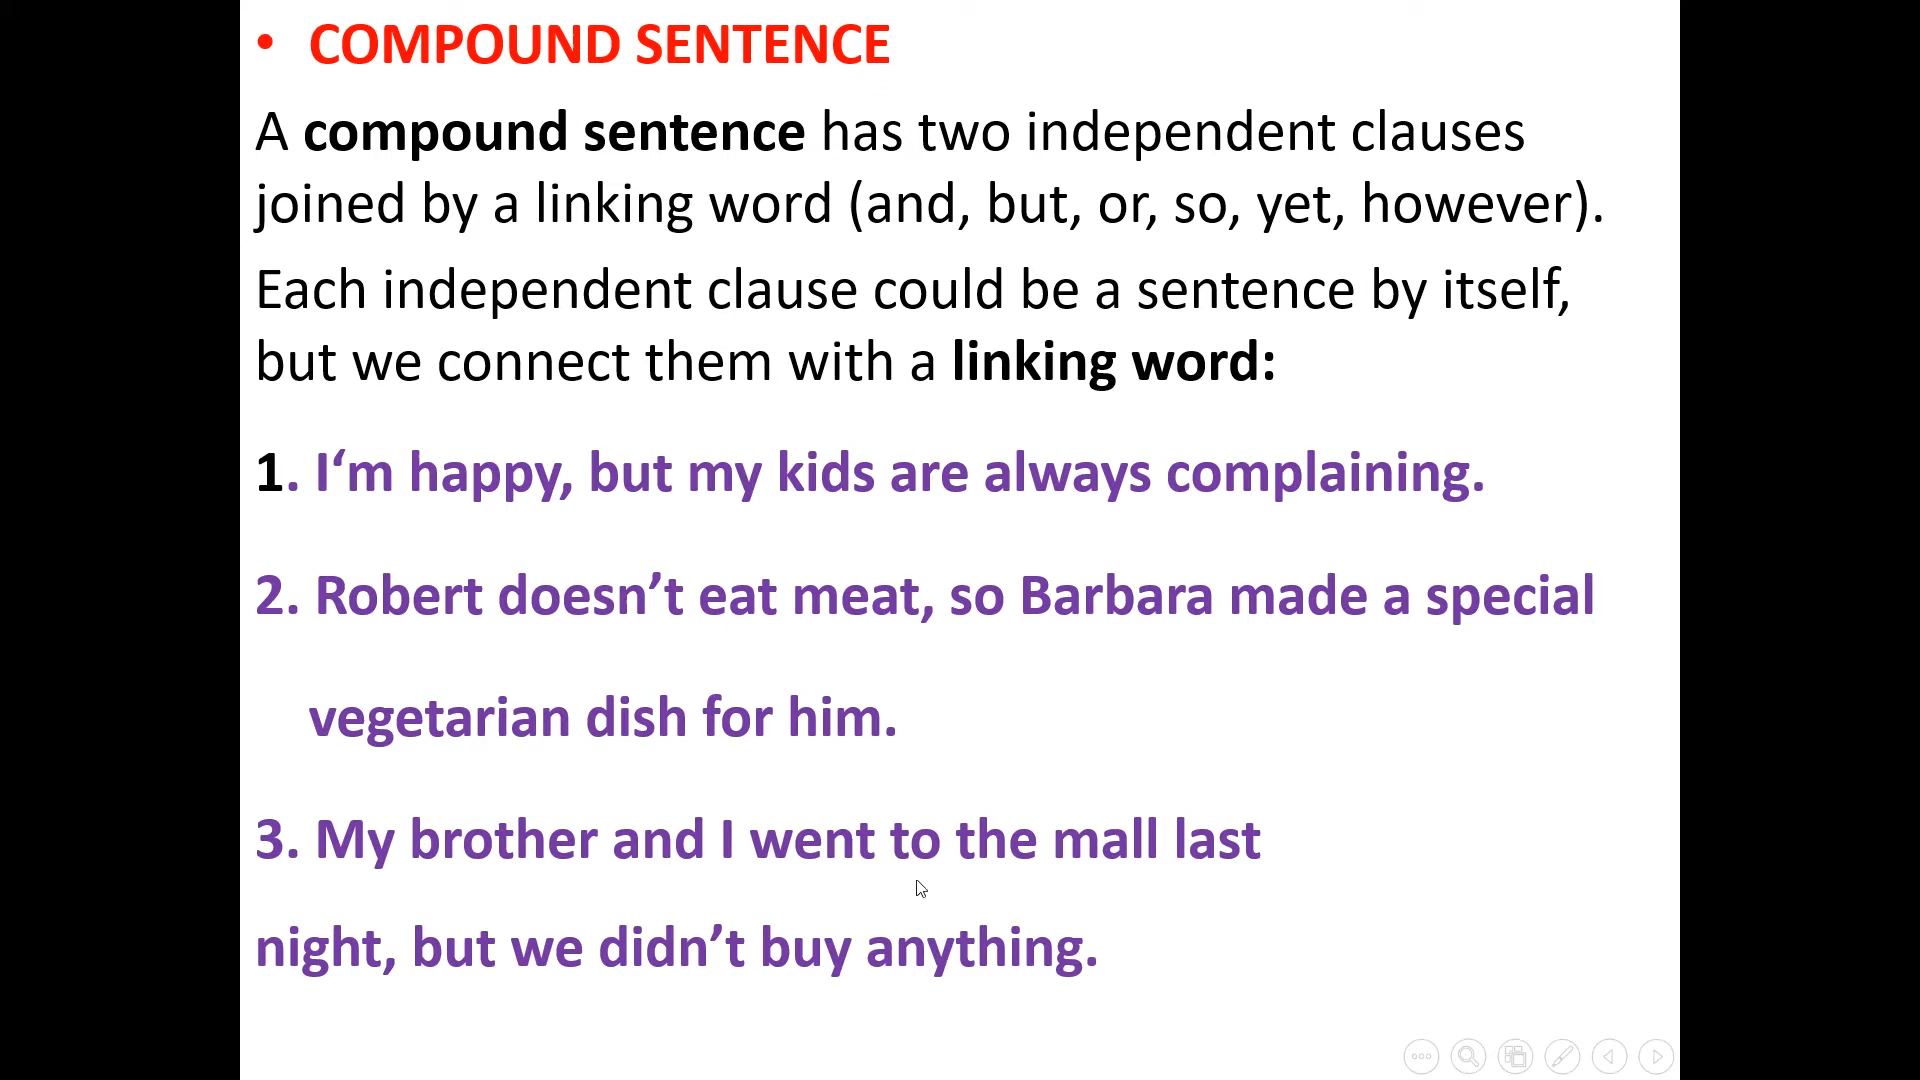 • COMPOUND SENTENCE
A compound sentence has two independent clauses
joined by a linking word (and, but, or, so, yet, however).
Each independent clause could be a sentence by itself,
but we connect them with a linking word:
1. I‘m happy, but my kids are always complaining.
2. Robert doesn’t eat meat, so Barbara made a special
vegetarian dish for him.
3. My brother and I went to the mall last
night, but we didn’t buy anything.